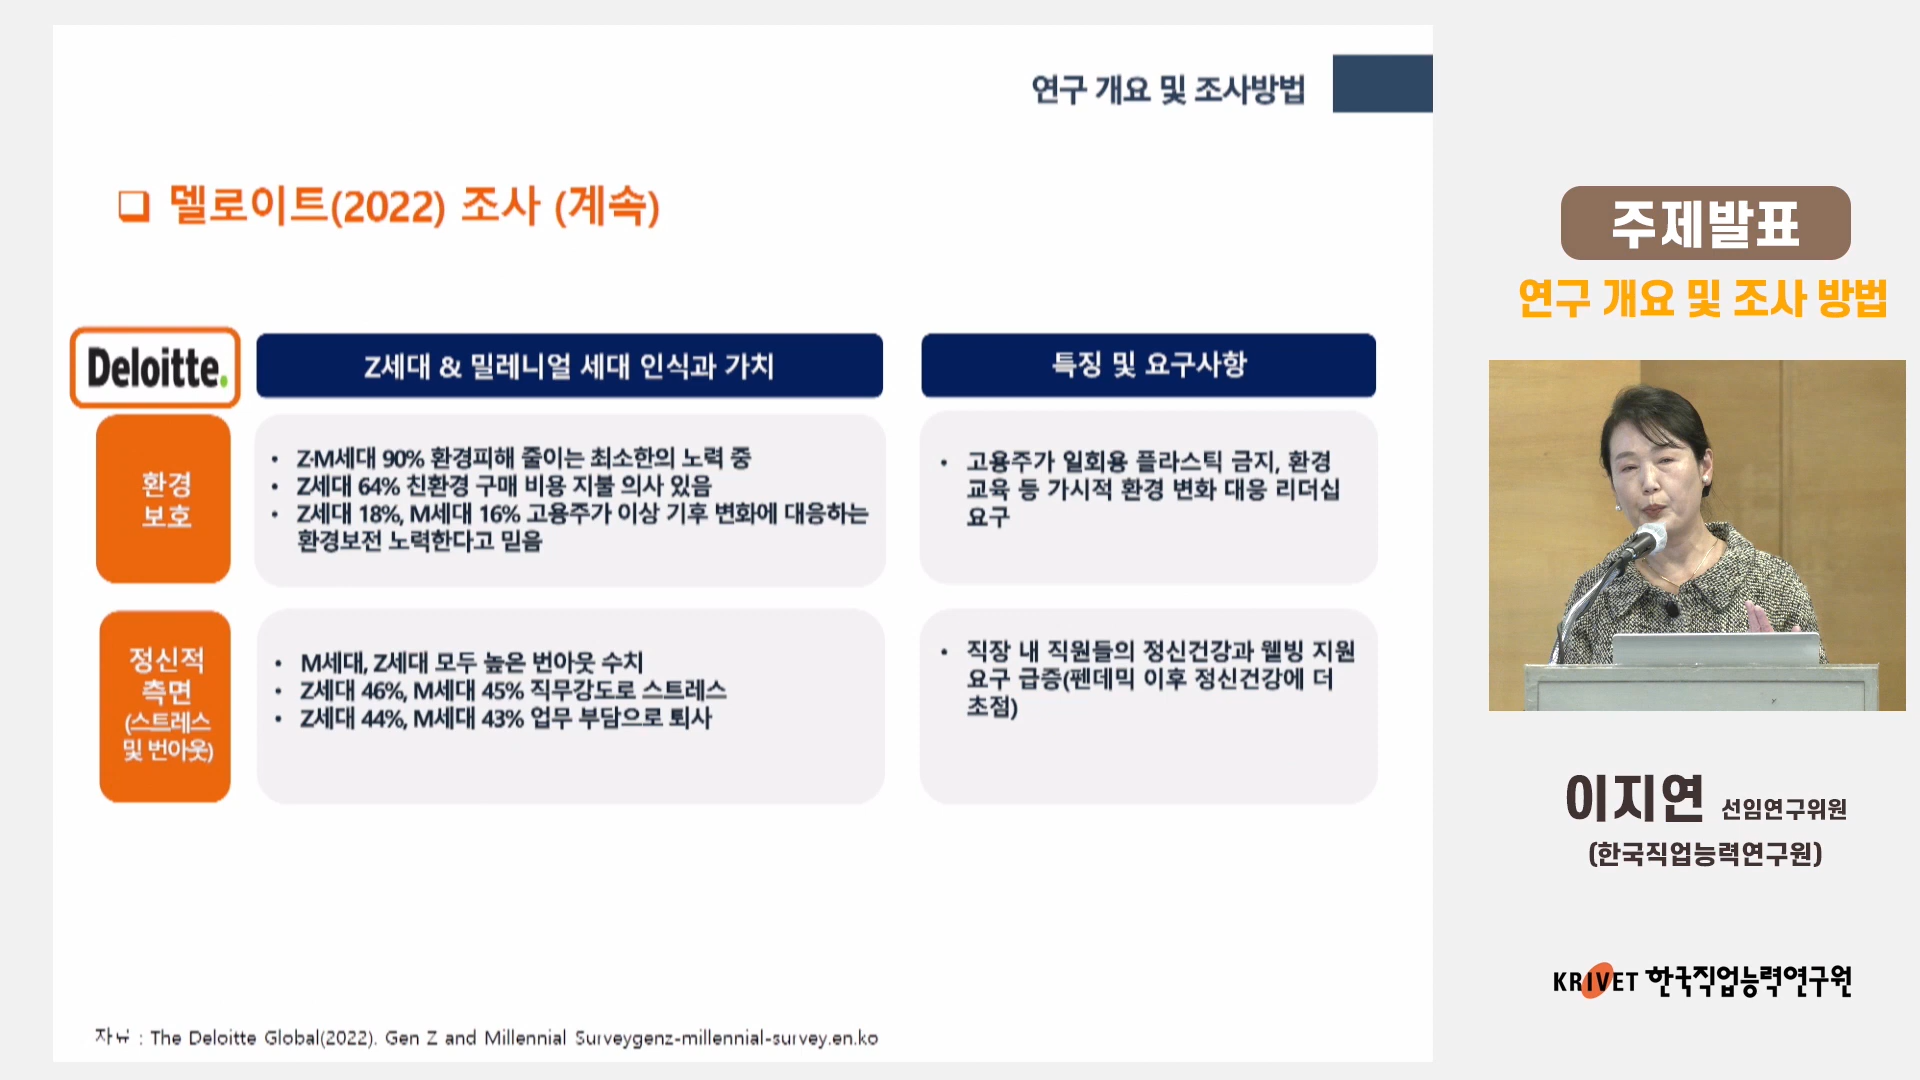 연구 개요 및 조사방법
❑ 델로이트(2022) 조사 (계속)
Deloitte.
Z세대 & 밀레니얼 세대 인식과 가치
특징 및 요구사항
환경
보호
• Z·M세대 90% 환경피해 줄이는 최소한의 노력 중
• Z세대 64% 친환경 구매 비용 지불 의사 있음
• Z세대 18%, M세대 16% 고용주가 이상 기후 변화에 대응하는
환경보전 노력한다고 믿음
• 고용주가 일회용 플라스틱 금지, 환경
교육 등 가시적 환경 변화 대응 리더십
요구
정신적
측면
(스트레스
및 번아웃)
• M세대, Z세대 모두 높은 번아웃 수치
• Z세대 46%, M세대 45% 직무강도로 스트레스
• Z세대 44%, M세대 43% 업무 부담으로 퇴사
• 직장 내 직원들의 정신건강과 웰빙 지원
요구 급증(펜데믹 이후 정신건강에 더
초점)
: The Deloitte Global(2022). Gen Z and Millennial Surveygenz-millennial-survey.en.ko
주제발표
연구 개요 및 조사 방법
이지연 선임연구위원
(한국직업능력연구원)
KRIVET 한국직업능력연구원